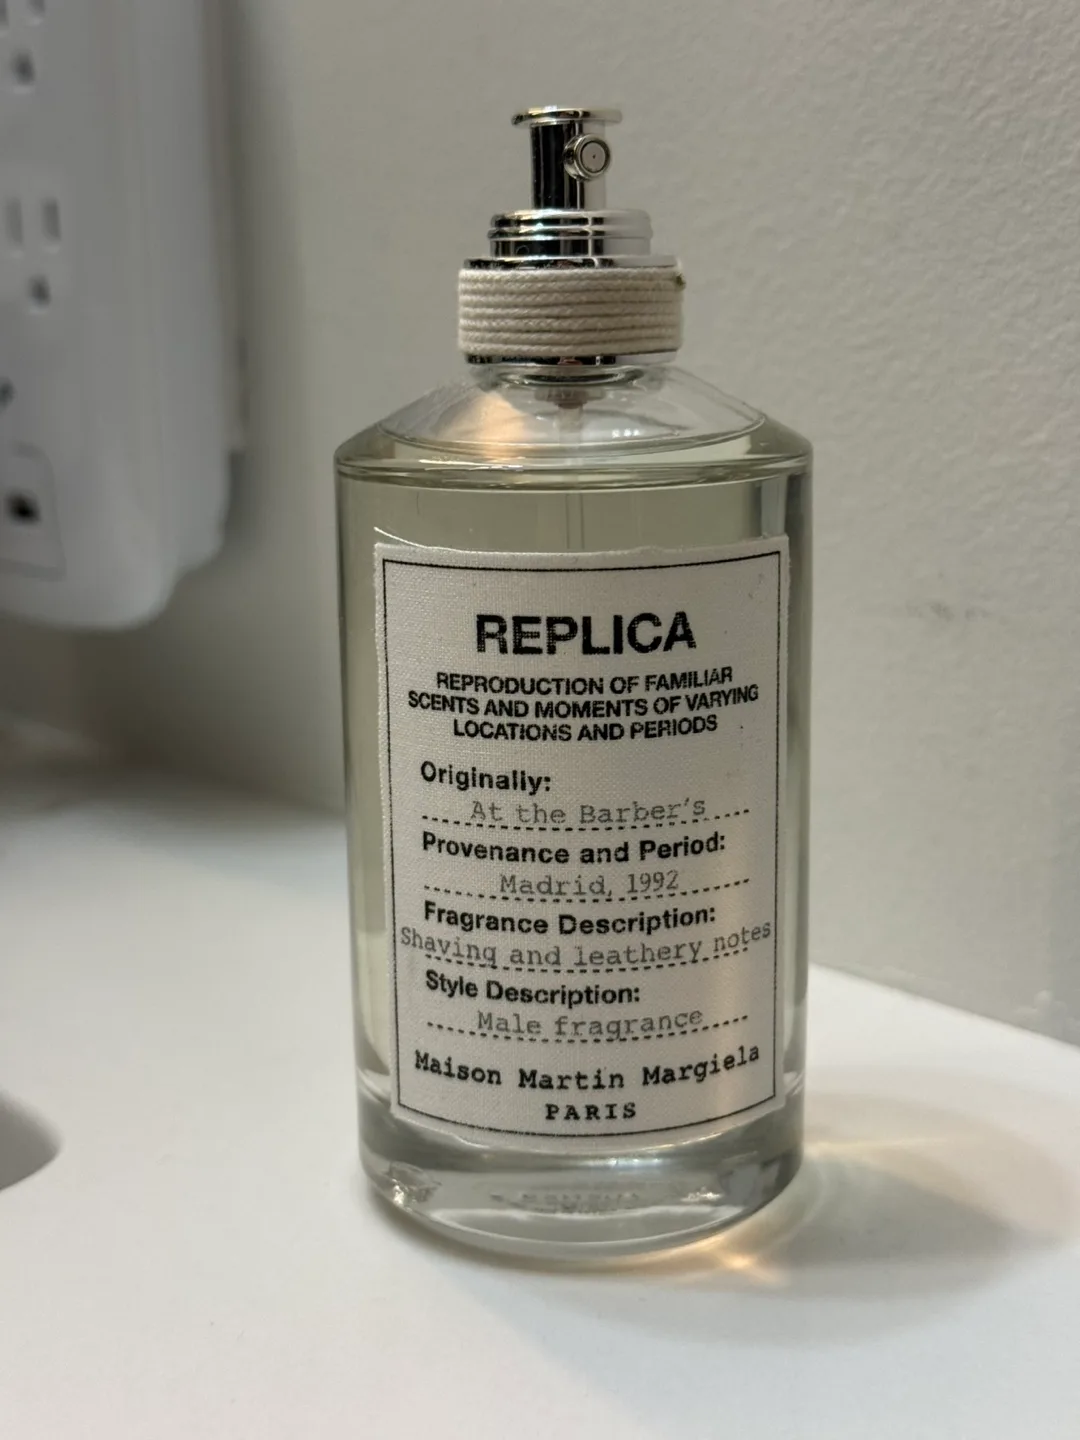 REPLICA
REPRODUCTION OF FAMILIAR
SCENTS AND MOMENTS OF VARYING
LOCATIONS AND PERIODS
Originally:
At the Barber's
Provenance and Period:
Madrid, 1992
Fragrance Description:
Shaving and leathery notes
Style Description:
Male fragrance
Maison Martin Margiela
PARIS